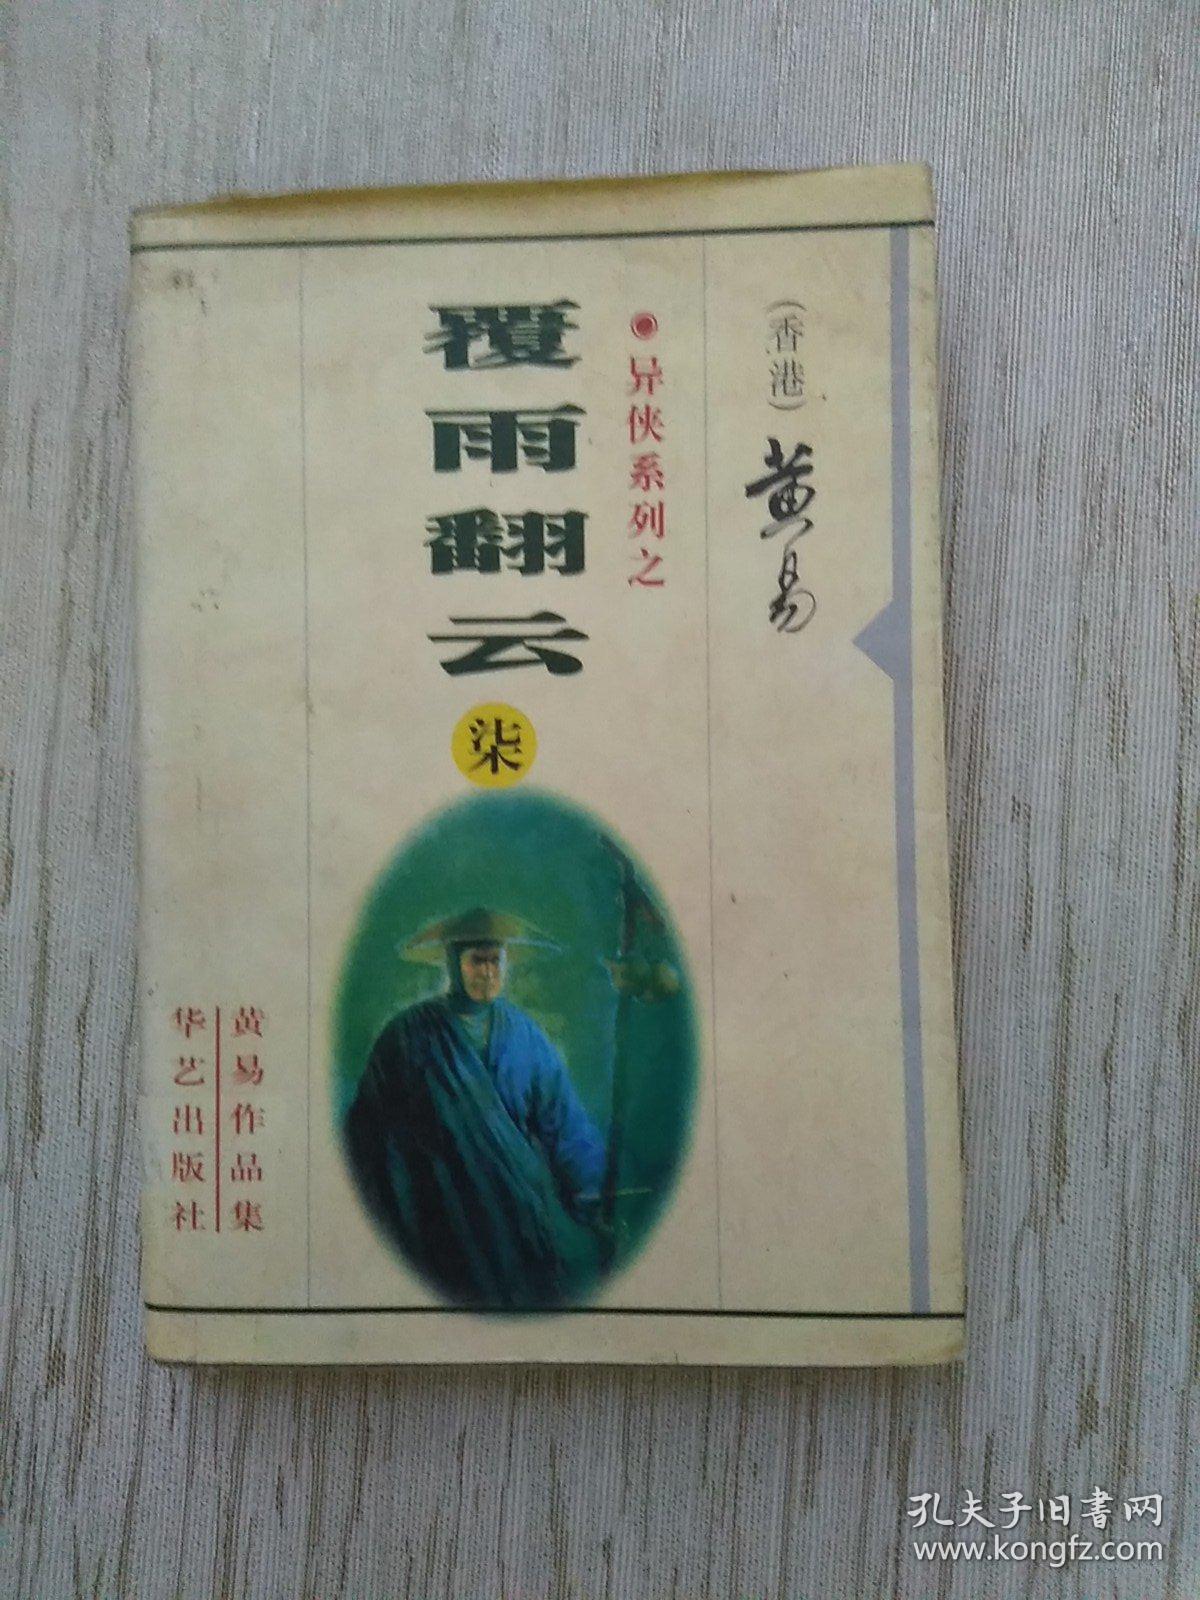 （香港）黄易
◉异侠系列之
覆雨翻云
柒
黄易作品集
华艺出版社
孔夫子旧書网
www.kongfz.com